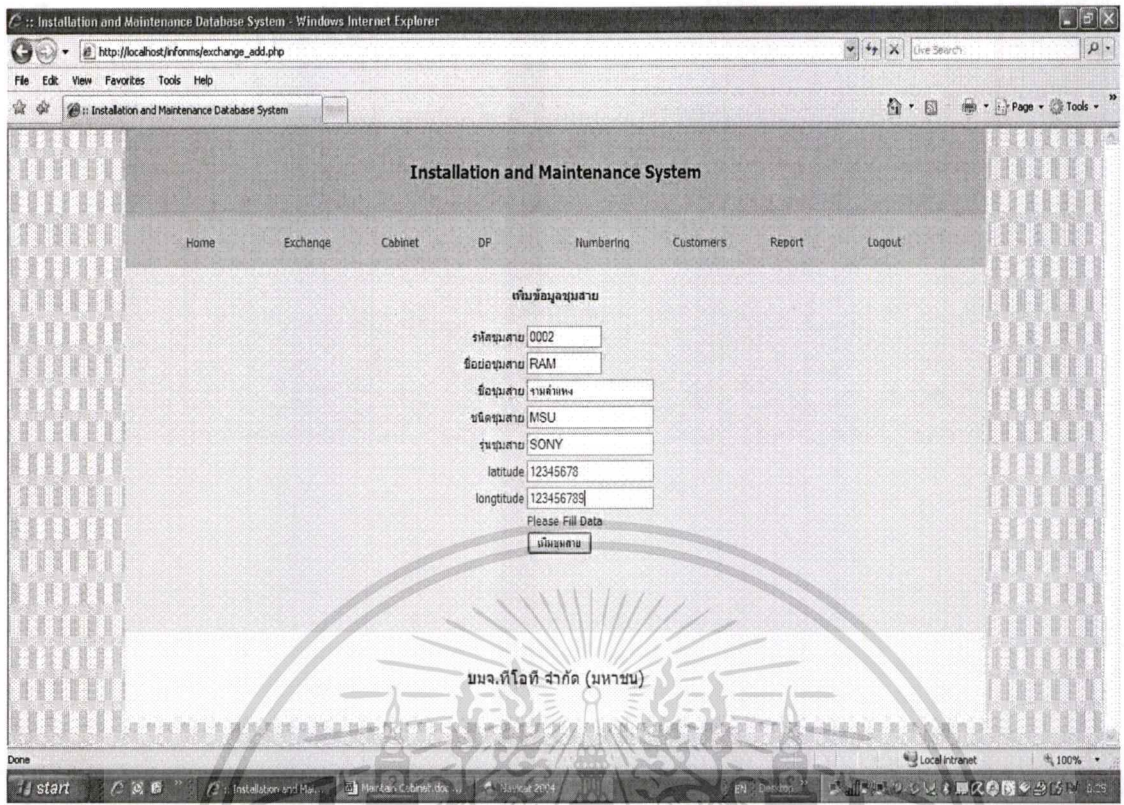 :: Installation and Maintenance Database System - Windows Internet Explorer
http://localhost/infonms/exchange_add.php
Live Search
File Edit View Favorites Tools Help
:: Installation and Maintenance Database System
Page Tools
Installation and Maintenance System
Home Exchange Cabinet DP Numbering Customers Report Logout
เพิ่มข้อมูลชุมสาย
รหัสชุมสาย 0002
ชื่อย่อชุมสาย RAM
ชื่อชุมสาย รามคำแหง
ชนิดชุมสาย MSU
รุ่นชุมสาย SONY
latitude 12345678
longtitude 123456789
Please Fill Data
เพิ่มชุมสาย
บมจ.ทีโอที จำกัด (มหาชน)
Done Local intranet 100%
start :: Installation and Mai... Maintain Cabinet.doc ... Navicat 2004 EN Desktop